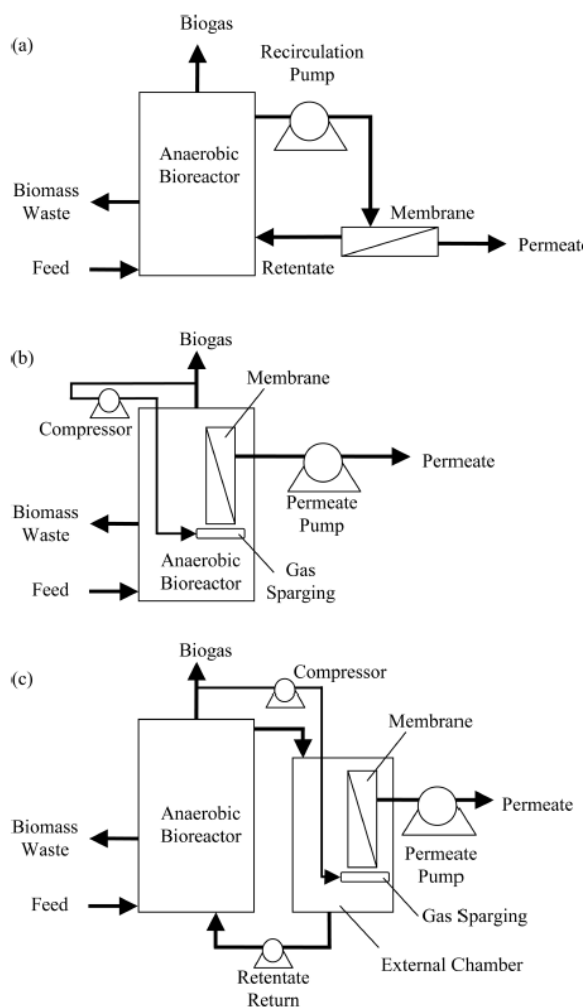 (a)
Biogas
Recirculation
Pump
Anaerobic
Bioreactor
Biomass
Waste
Membrane
Feed
Retentate
Permeate
(b)
Biogas
Membrane
Compressor
Permeate
Permeate
Pump
Biomass
Waste
Anaerobic
Bioreactor
Gas
Sparging
Feed
(c)
Biogas
Compressor
Membrane
Anaerobic
Bioreactor
Permeate
Biomass
Waste
Permeate
Pump
Feed
Gas Sparging
External Chamber
Retentate
Return